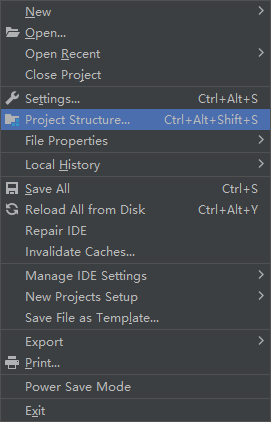 New
Open...
Open Recent
Close Project
Settings... Ctrl+Alt+S
Project Structure... Ctrl+Alt+Shift+S
File Properties
Local History
Save All Ctrl+S
Reload All from Disk Ctrl+Alt+Y
Repair IDE
Invalidate Caches...
Manage IDE Settings
New Projects Setup
Save File as Template...
Export
Print...
Power Save Mode
Exit